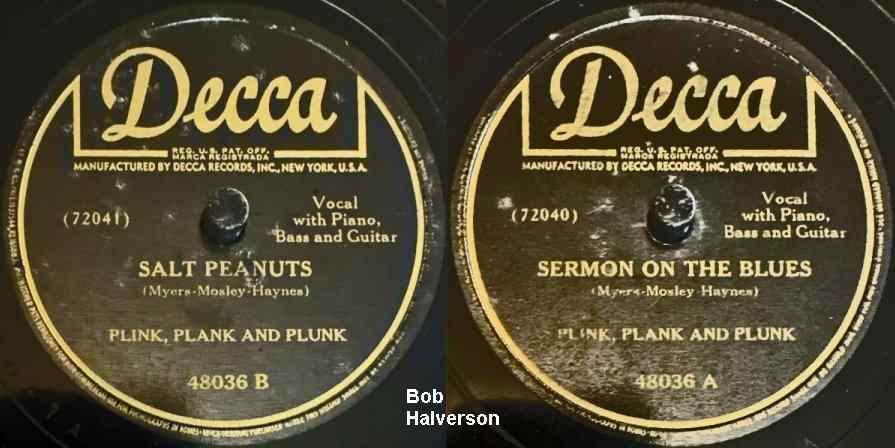 Decca
REG. U.S. PAT. OFF.
MARCA REGISTRADA
MANUFACTURED BY DECCA RECORDS, INC., NEW YORK, U.S.A.
(72041)
Vocal
with Piano,
Bass and Guitar
SALT PEANUTS
(Myers-Mosley-Haynes)
PLINK, PLANK AND PLUNK
48036 B
Decca
REG. U.S. PAT. OFF.
MARCA REGISTRADA
MANUFACTURED BY DECCA RECORDS, INC., NEW YORK, U.S.A.
(72040)
Vocal
with Piano,
Bass and Guitar
SERMON ON THE BLUES
(Myers-Mosley-Haynes)
PLINK, PLANK AND PLUNK
48036 A
Bob
Halverson